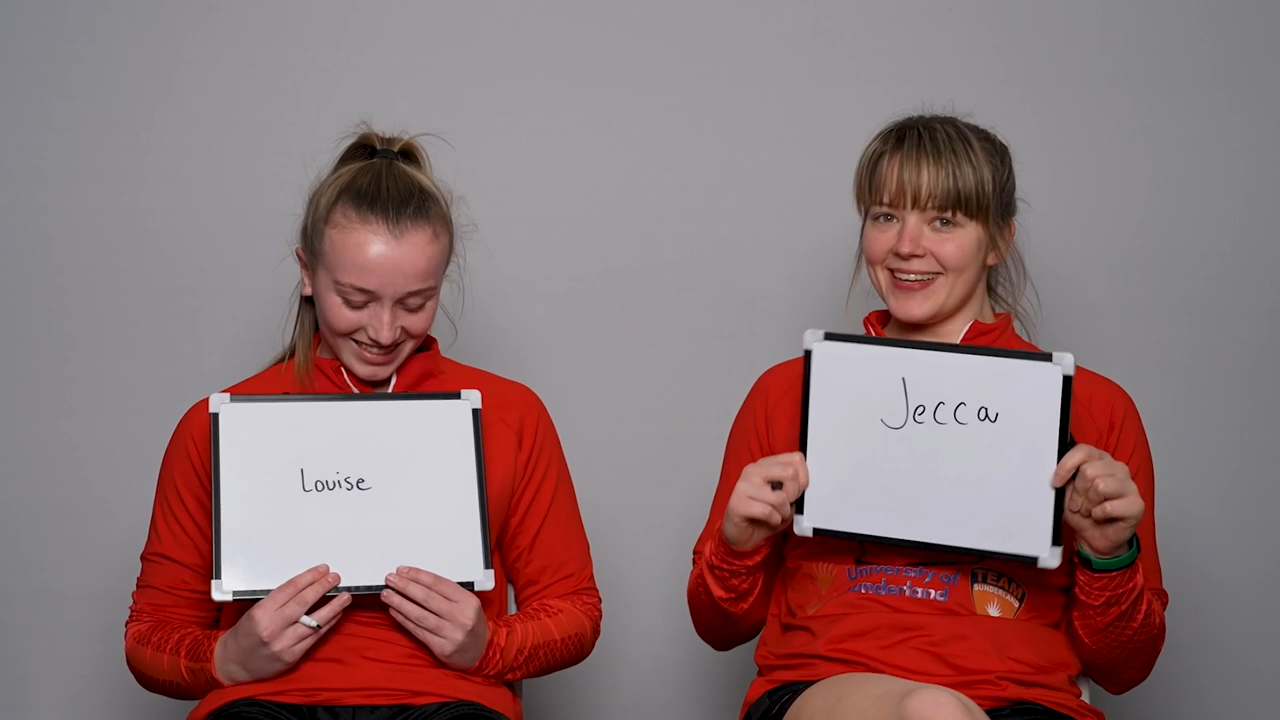 Louise
Jecca
University of
Sunderland
TEAM
SUNDERLAND